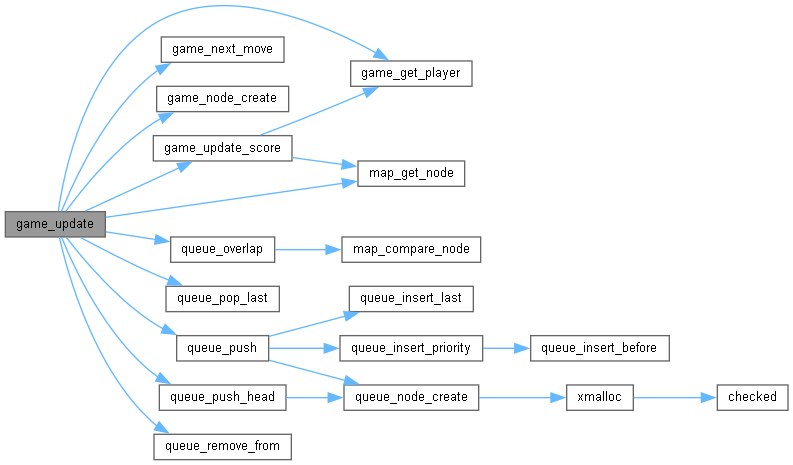 game_update
game_next_move
game_node_create
game_update_score
game_get_player
map_get_node
queue_overlap
map_compare_node
queue_pop_last
queue_push
queue_insert_last
queue_insert_priority
queue_insert_before
queue_push_head
queue_node_create
xmalloc
checked
queue_remove_from